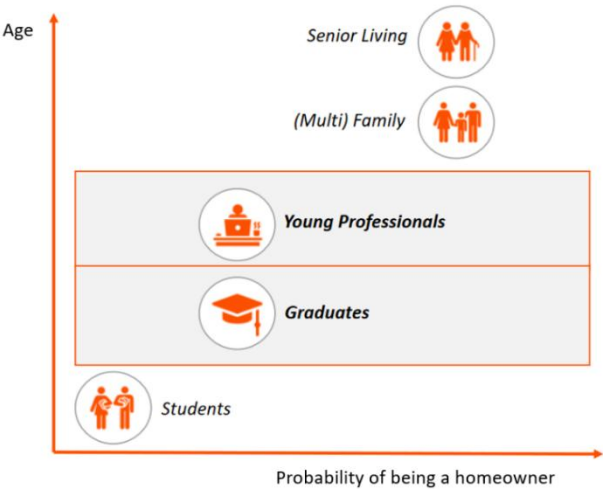 Age
Senior Living
(Multi) Family
Young Professionals
Graduates
Students
Probability of being a homeowner